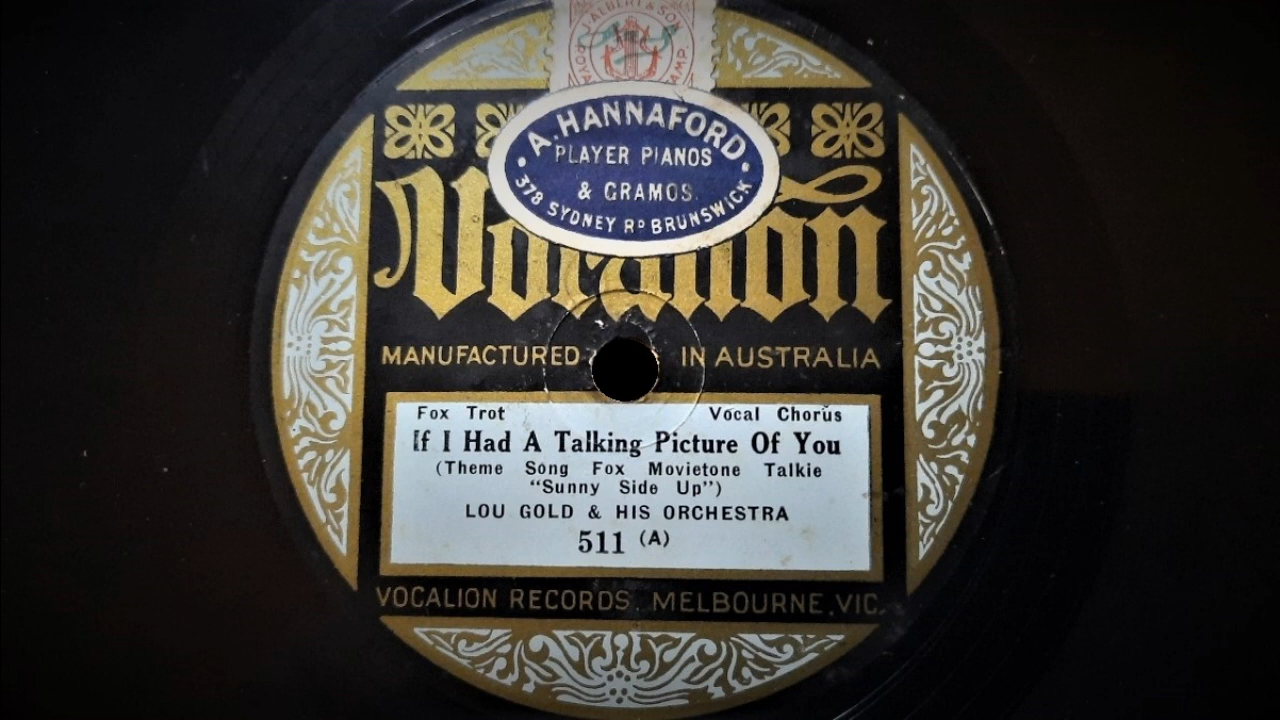 J. ALBERT & SON
A. HANNAFORD
PLAYER PIANOS
& GRAMOS.
378 SYDNEY RD BRUNSWICK
Vocalion
MANUFACTURED IN AUSTRALIA
Fox Trot Vocal Chorus
If I Had A Talking Picture Of You
(Theme Song Fox Movietone Talkie
"Sunny Side Up")
LOU GOLD & HIS ORCHESTRA
511 (A)
VOCALION RECORDS. MELBOURNE, VIC.